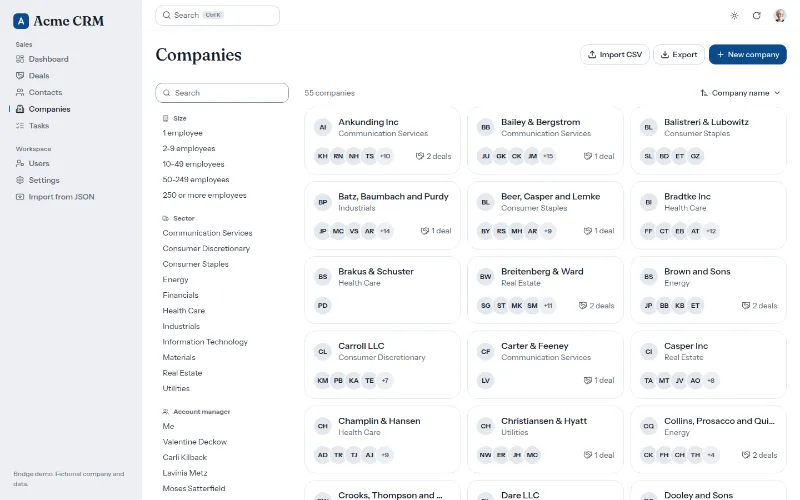 A Acme CRM
Sales
Dashboard
Deals
Contacts
Companies
Tasks
Workspace
Users
Settings
Import from JSON
Bridge demo. Fictional company and
data.
Search Ctrl K
Companies
Import CSV
Export
+ New company
Search
55 companies
Company name
Size
1 employee
2-9 employees
10-49 employees
50-249 employees
250 or more employees
Sector
Communication Services
Consumer Discretionary
Consumer Staples
Energy
Financials
Health Care
Industrials
Information Technology
Materials
Real Estate
Utilities
Account manager
Me
Valentine Deckow
Carli Kilback
Lavinia Metz
Moses Satterfield
AI Ankunding Inc
Communication Services
KH RN NH TS +10 2 deals
BB Bailey & Bergstrom
Communication Services
JU GK CK JM +15 1 deal
BL Balistreri & Lubowitz
Consumer Staples
SL BD ET GZ
BP Batz, Baumbach and Purdy
Industrials
JP MC VS AR +14 1 deal
BL Beer, Casper and Lemke
Consumer Staples
BY RS MH AR +9 1 deal
BI Bradtke Inc
Health Care
FF CT EB AT +12
BS Brakus & Schuster
Health Care
PD
BW Breitenberg & Ward
Real Estate
SG ST MK SM +11 2 deals
BS Brown and Sons
Energy
JP BB KB ET 2 deals
CL Carroll LLC
Consumer Discretionary
KM PB KA TE +7
CF Carter & Feeney
Communication Services
LV 1 deal
CI Casper Inc
Real Estate
TA MT JV AO +8
CH Champlin & Hansen
Health Care
AD TR TJ AJ +9
CH Christiansen & Hyatt
Utilities
NW ER JH MC 1 deal
CQ Collins, Prosacco and Qui...
Energy
CK FH CH TH +4 2 deals
Crooks, Thompson and ...
Dare LLC
Dooley and Sons